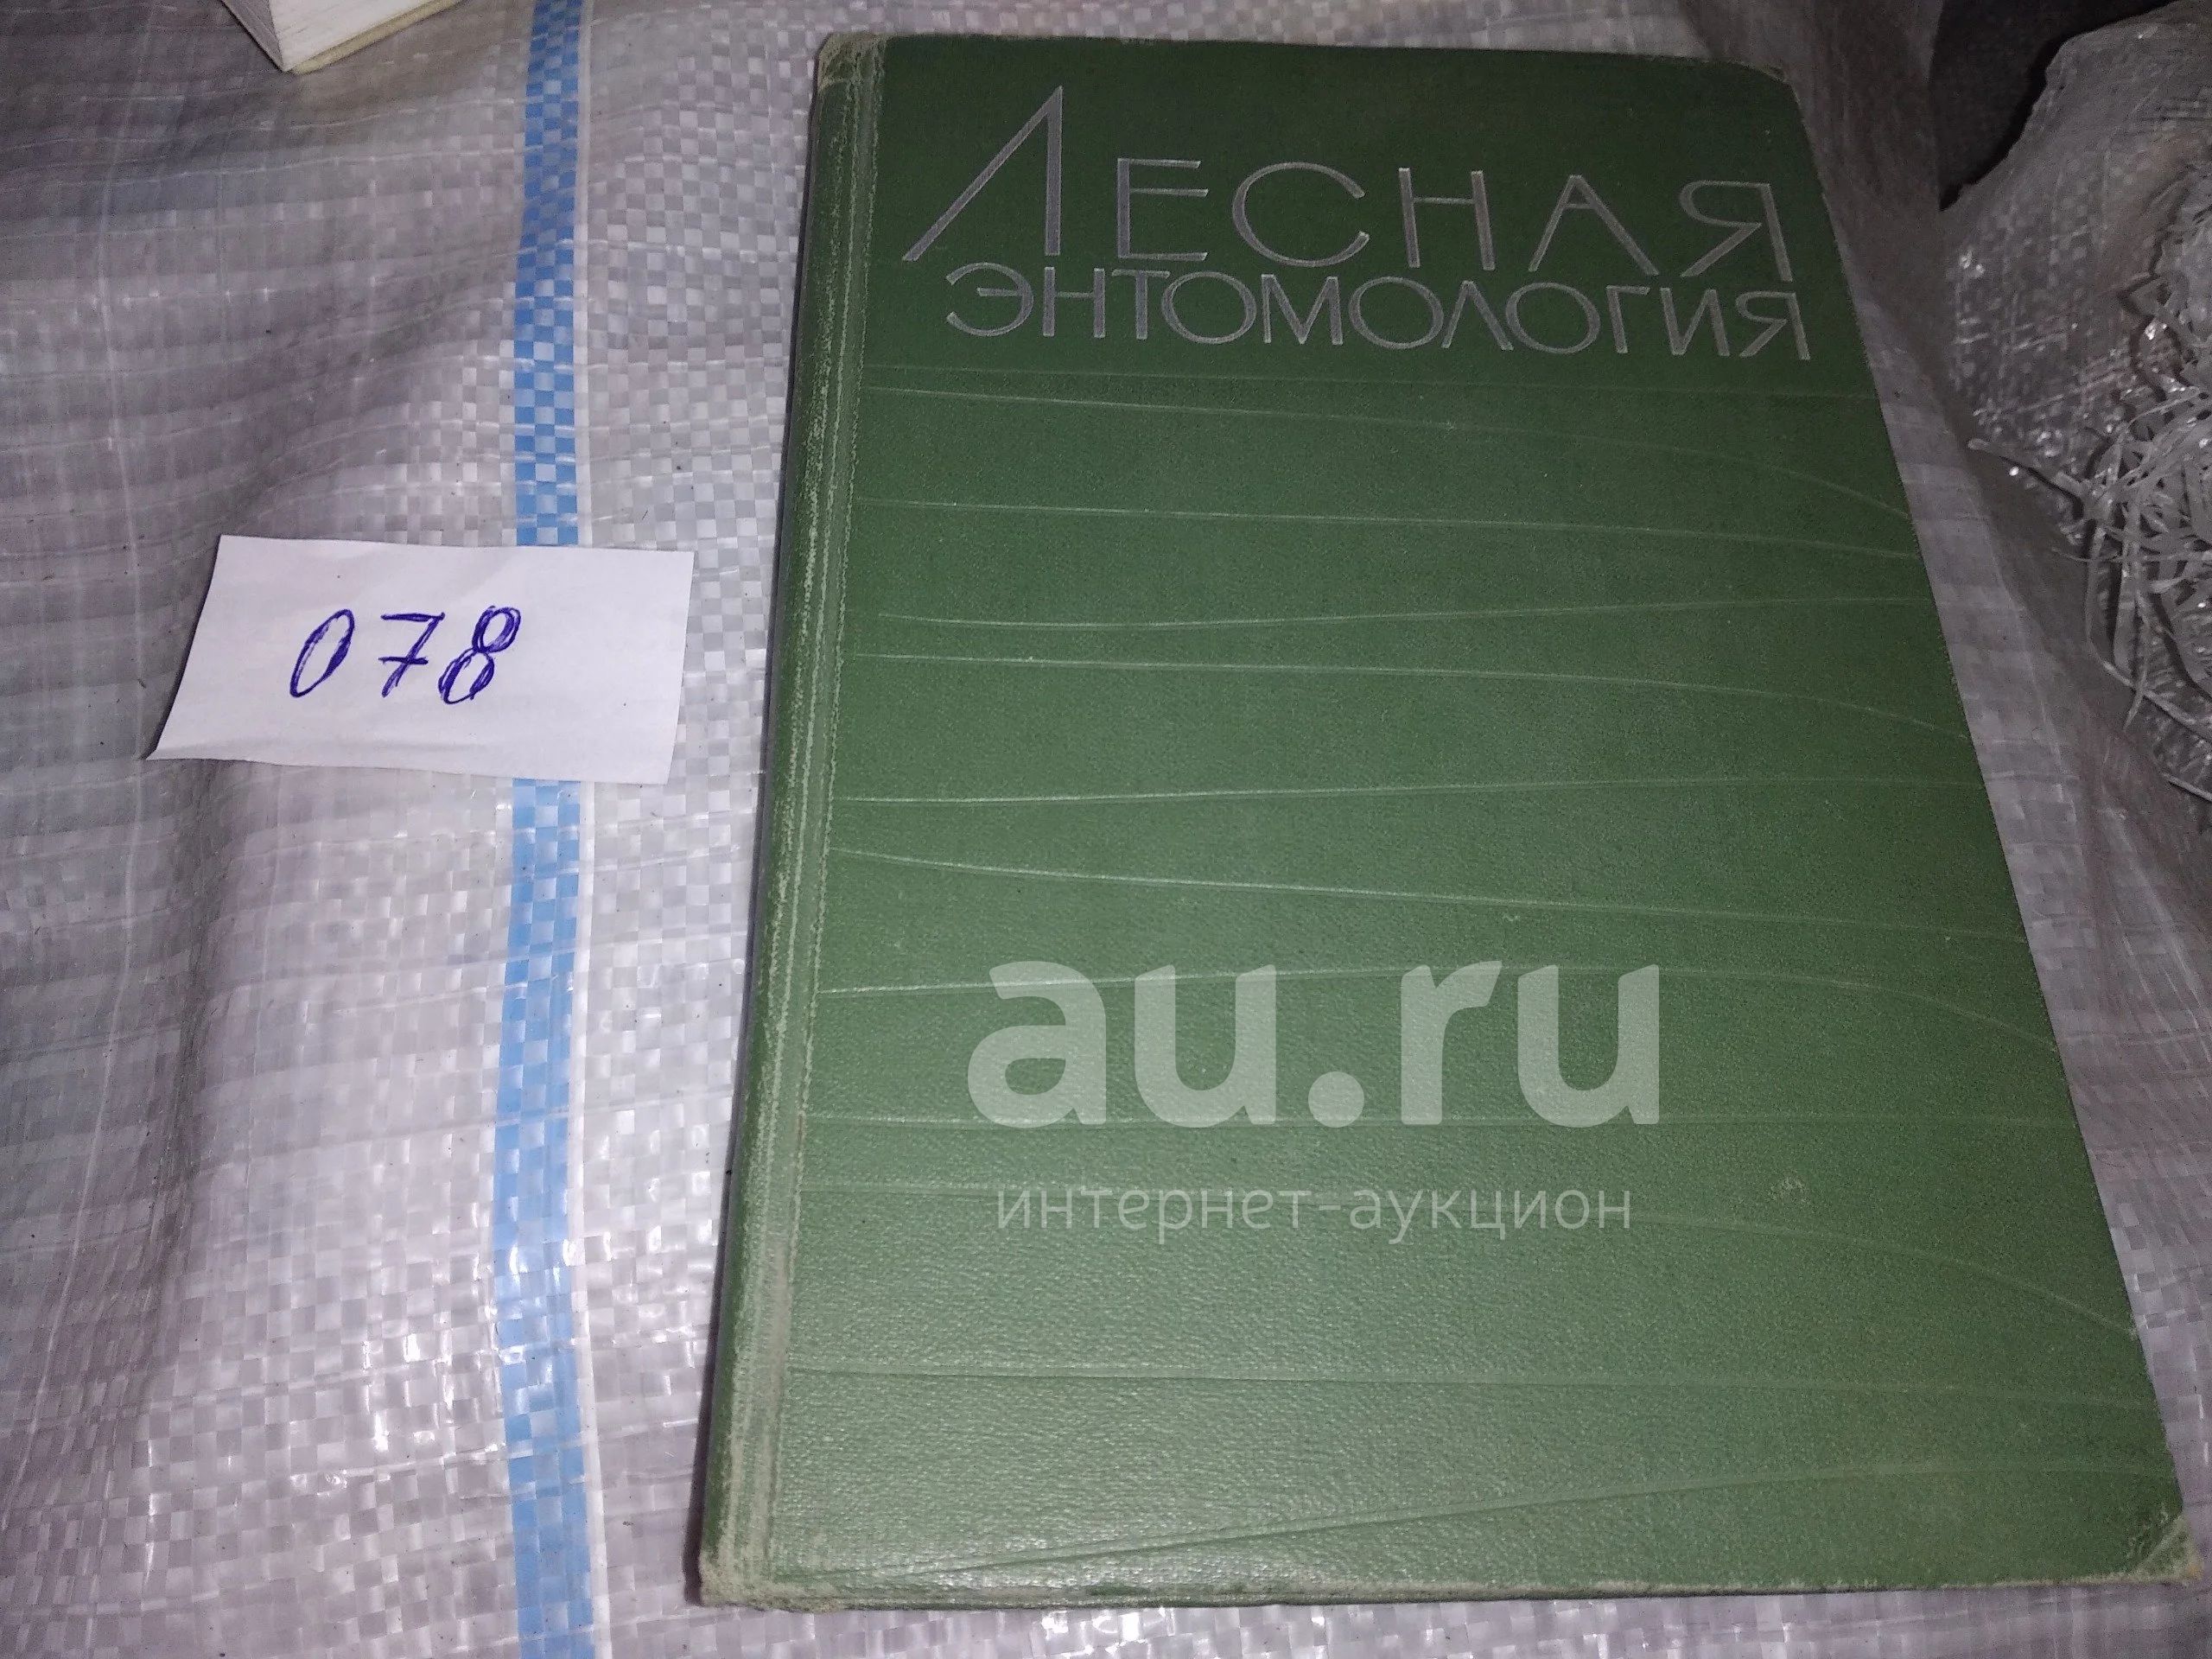 ЛЕСНАЯ
ЭНТОМОЛОГИЯ
078
au.ru
интернет-аукцион